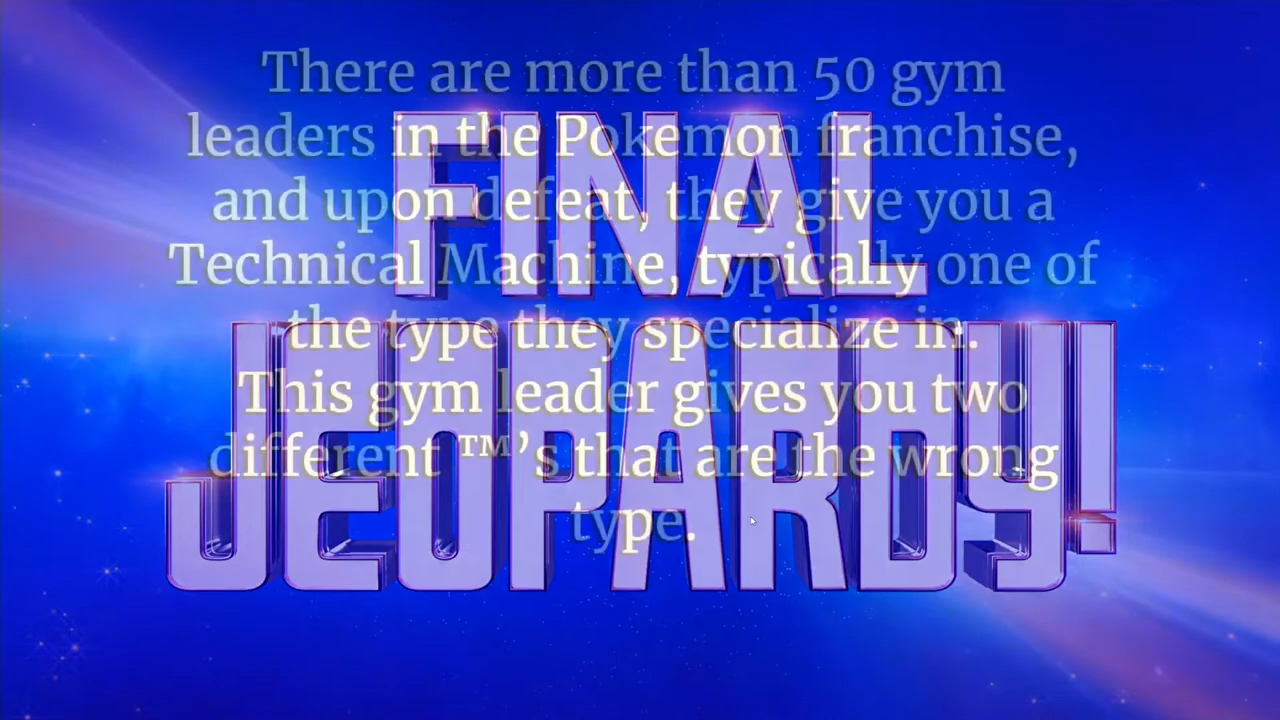 There are more than 50 gym
leaders in the Pokemon franchise,
and upon defeat, they give you a
Technical Machine, typically one of
the type they specialize in.
This gym leader gives you two
different ™’s that are the wrong
type.
FINAL
JEOPARDY!